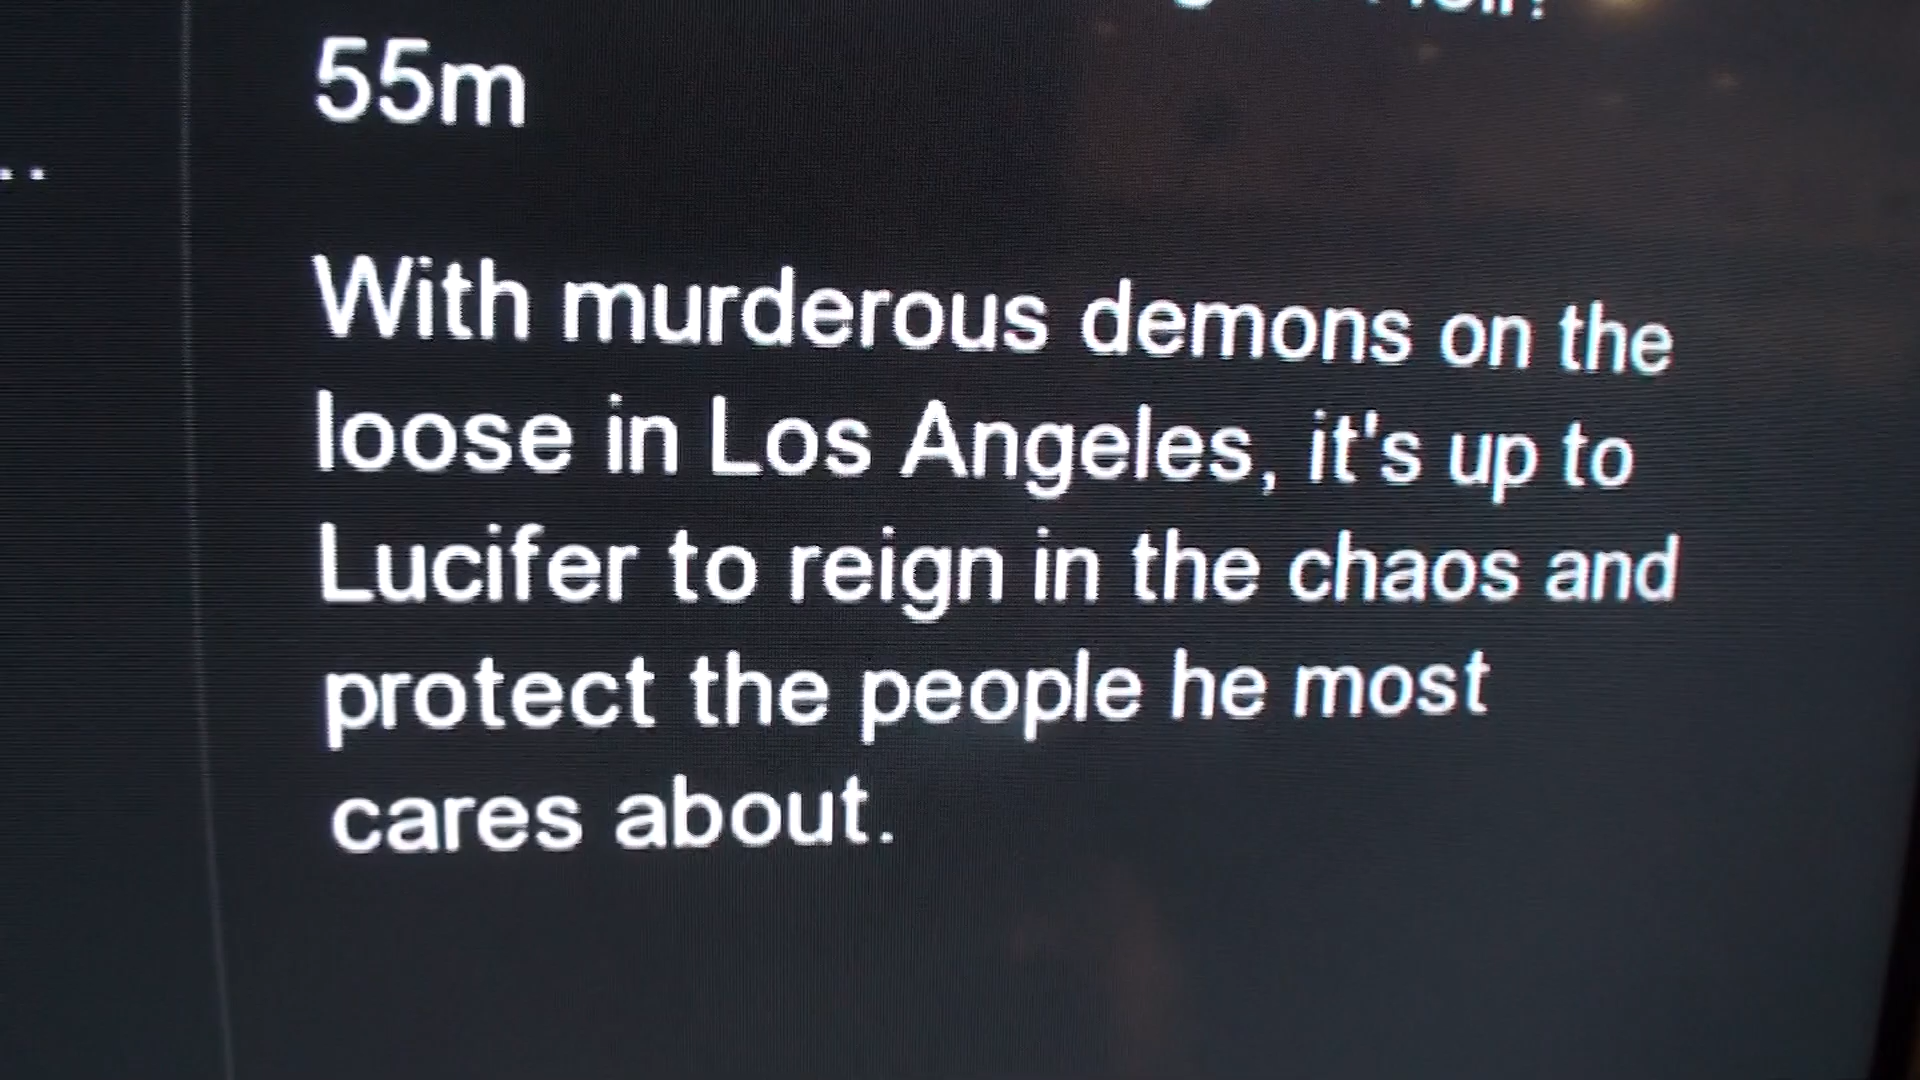 55m
..
With murderous demons on the
loose in Los Angeles, it's up to
Lucifer to reign in the chaos and
protect the people he most
cares about.